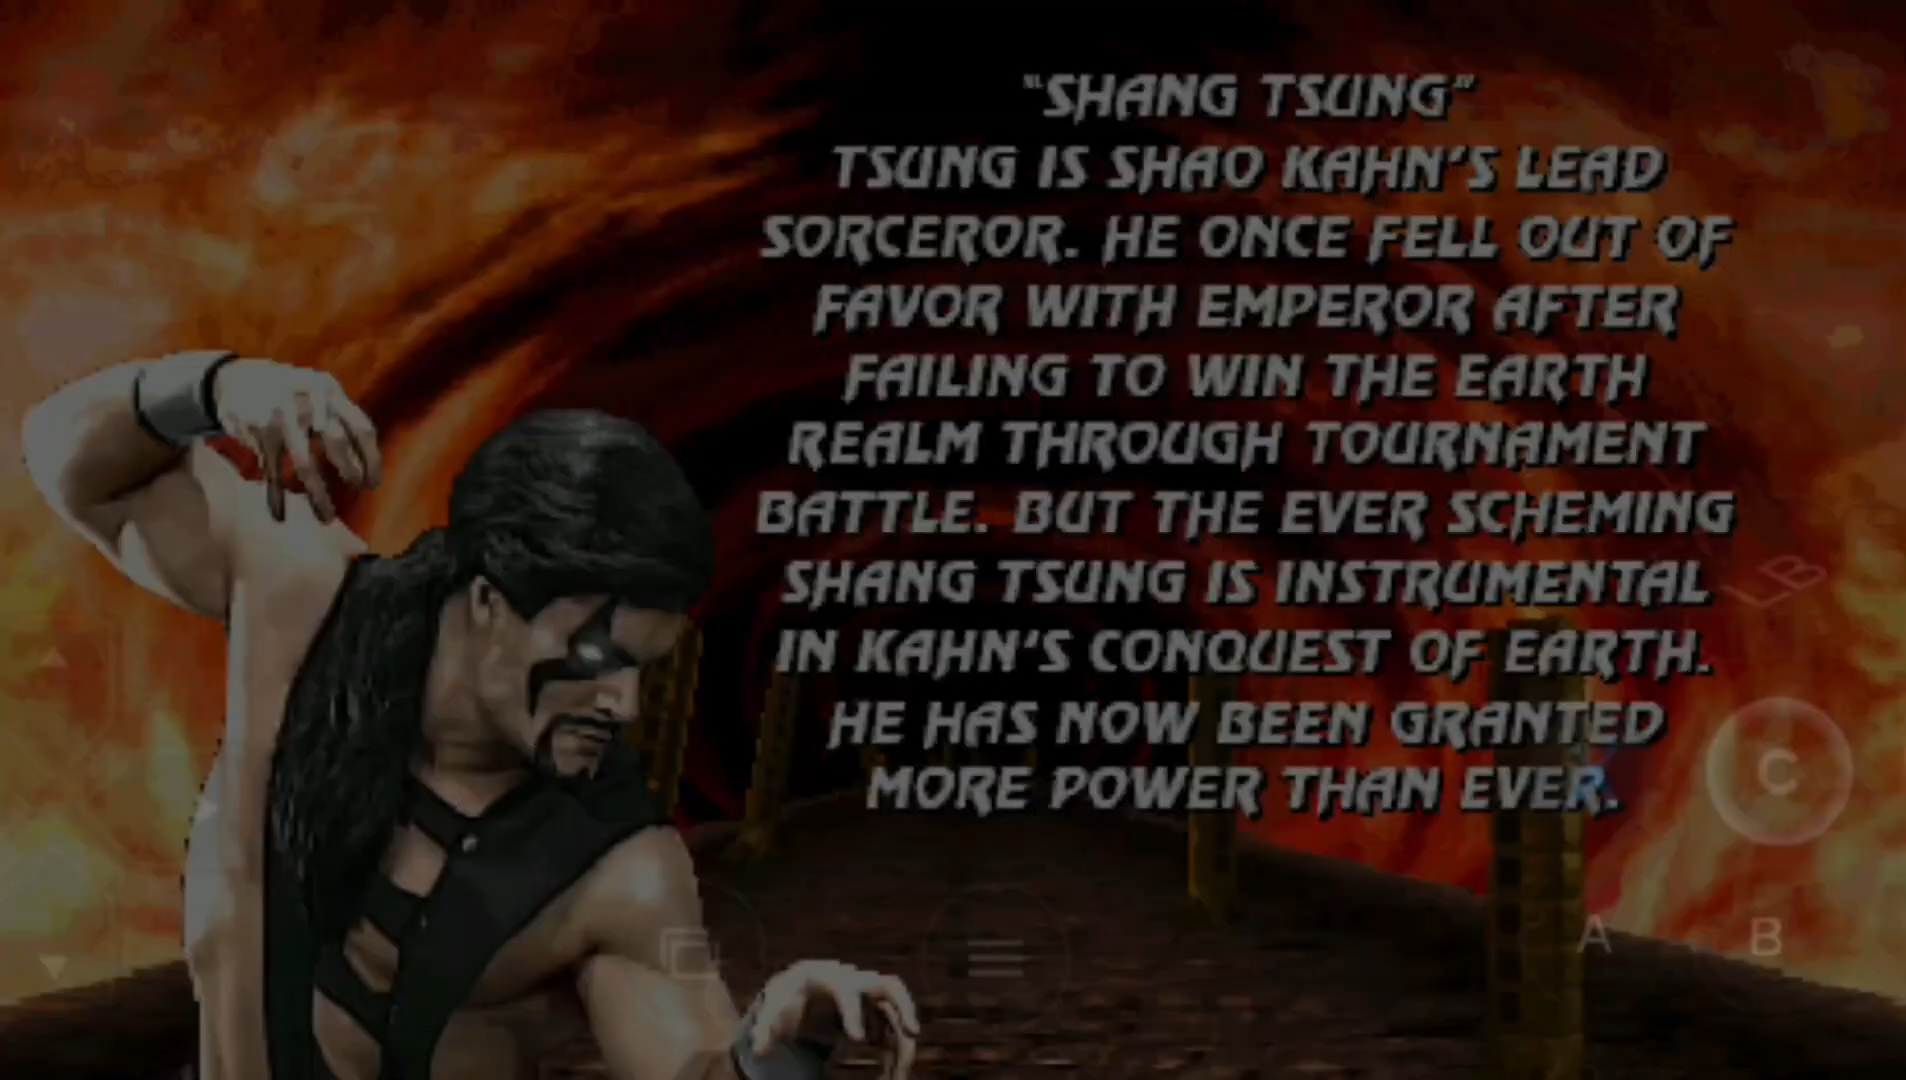 "SHANG TSUNG"
TSUNG IS SHAO KAHN'S LEAD
SORCEROR. HE ONCE FELL OUT OF
FAVOR WITH EMPEROR AFTER
FAILING TO WIN THE EARTH
REALM THROUGH TOURNAMENT
BATTLE. BUT THE EVER SCHEMING
SHANG TSUNG IS INSTRUMENTAL
IN KAHN'S CONQUEST OF EARTH.
HE HAS NOW BEEN GRANTED
MORE POWER THAN EVER.
LB
C
A
B